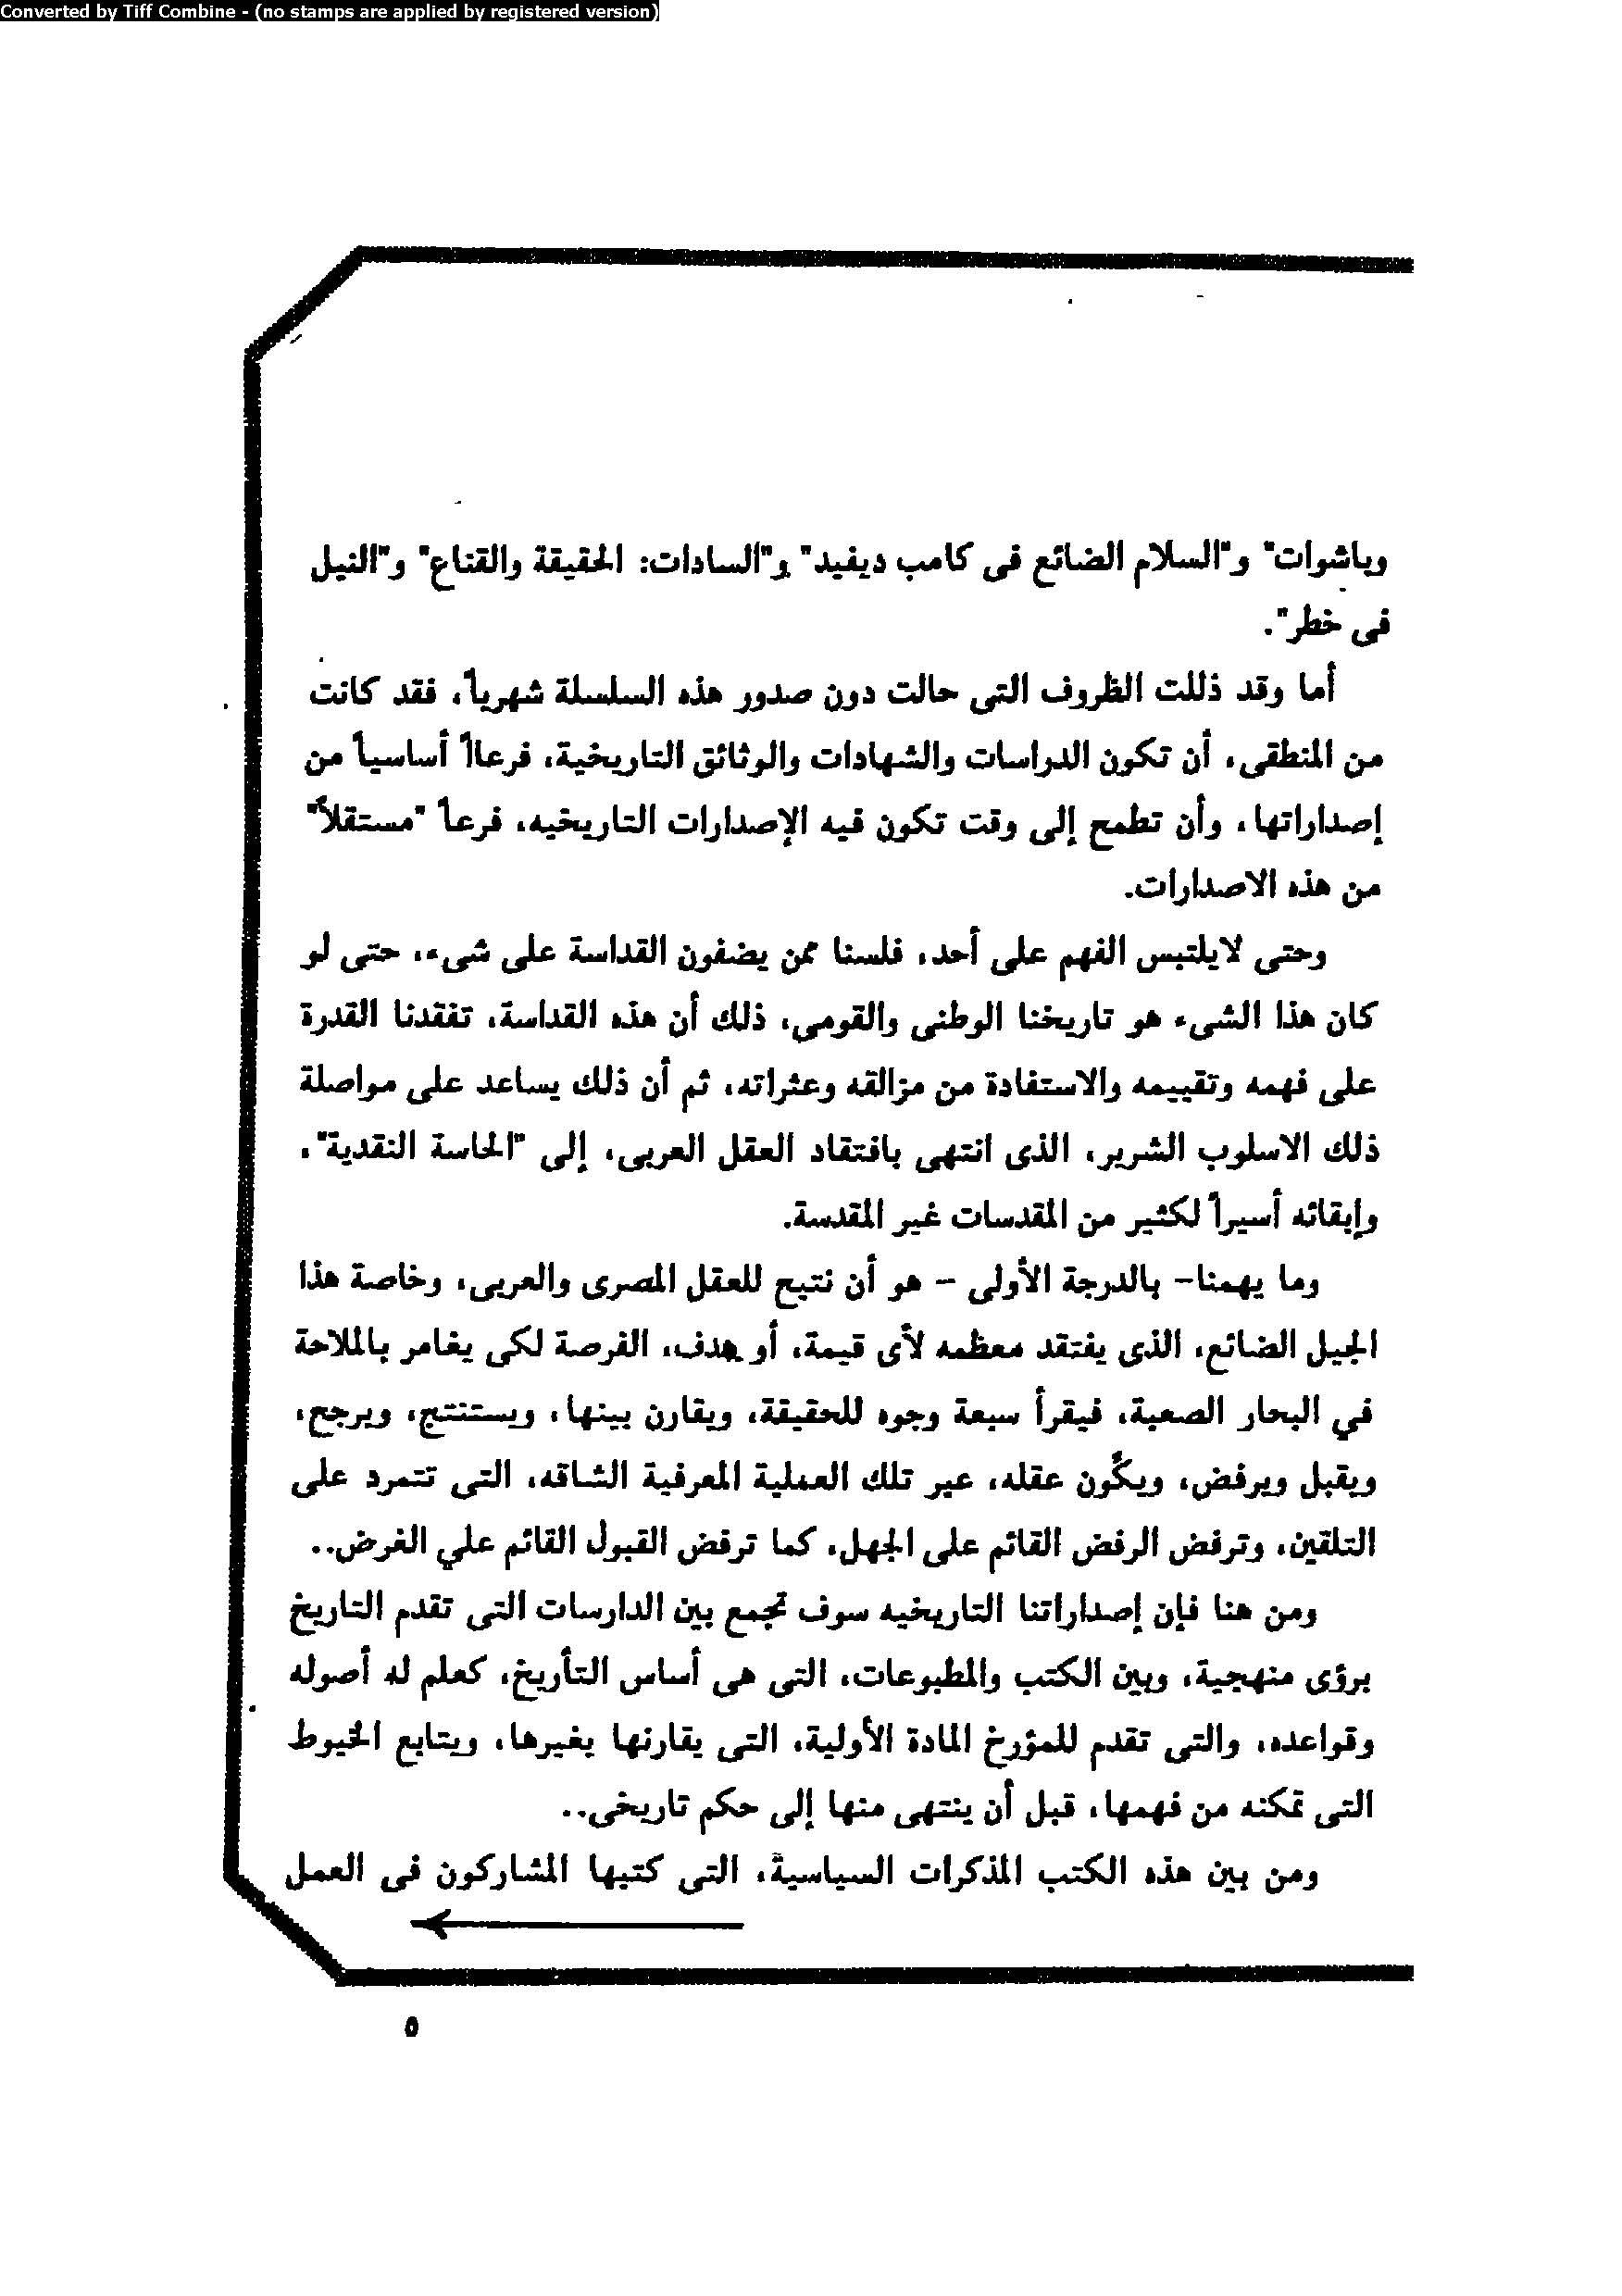 Converted by Tiff Combine - (no stamps are applied by registered version)
وباشوات" و"السلام الضائع فى كامب ديفيد" و"السادات: الحقيقة والقناع" و"النيل
فى خطر".
أما وقد ذللت الظروف التى حالت دون صدور هذه السلسلة شهرياً، فقد كانت
من المنطقى، أن تكون الدراسات والشهادات والوثائق التاريخية، فرعاً أساسياً من
إصداراتها، وأن تطمح إلى وقت تكون فيه الإصدارات التاريخيه، فرعاً "مستقلاً"
من هذه الاصدارات.
وحتى لايلتبس الفهم على أحد، فلسنا ممن يضفون القداسة على شىء، حتى لو
كان هذا الشىء هو تاريخنا الوطنى والقومى، ذلك أن هذه القداسة، تفقدنا القدرة
على فهمه وتقييمه والاستفادة من مزالقه وعثراته، ثم أن ذلك يساعد على مواصلة
ذلك الاسلوب الشرير، الذى انتهى بافتقاد العقل العربى، إلى "الحاسة النقدية"،
وإبقائه أسيراً لكثير من المقدسات غير المقدسة.
وما يهمنا- بالدرجة الأولى - هو أن نتيح للعقل المصرى والعربى، وخاصة هذا
الجيل الضائع، الذى يفتقد معظمه لأى قيمة، أو هدف، الفرصة لكى يغامر بالملاحة
في البحار الصعبة، فيقرأ سبعة وجوه للحقيقة، ويقارن بينها، ويستنتج، ويرجح،
ويقبل ويرفض، ويكُون عقله، عبر تلك العملية المعرفية الشاقه، التى تتمرد على
التلقين، وترفض الرفض القائم على الجهل، كما ترفض القبول القائم علي الغرض..
ومن هنا فإن إصداراتنا التاريخيه سوف تجمع بين الدارسات التى تقدم التاريخ
برؤى منهجية، وبين الكتب والمطبوعات، التى هى أساس التأريخ، كعلم له أصوله
وقواعده، والتى تقدم للمؤرخ المادة الأولية، التى يقارنها بغيرها، ويتابع الخيوط
التى تمكنه من فهمها، قبل أن ينتهى منها إلى حكم تاريخى..
ومن بين هذه الكتب المذكرات السياسية، التى كتبها المشاركون فى العمل
٥